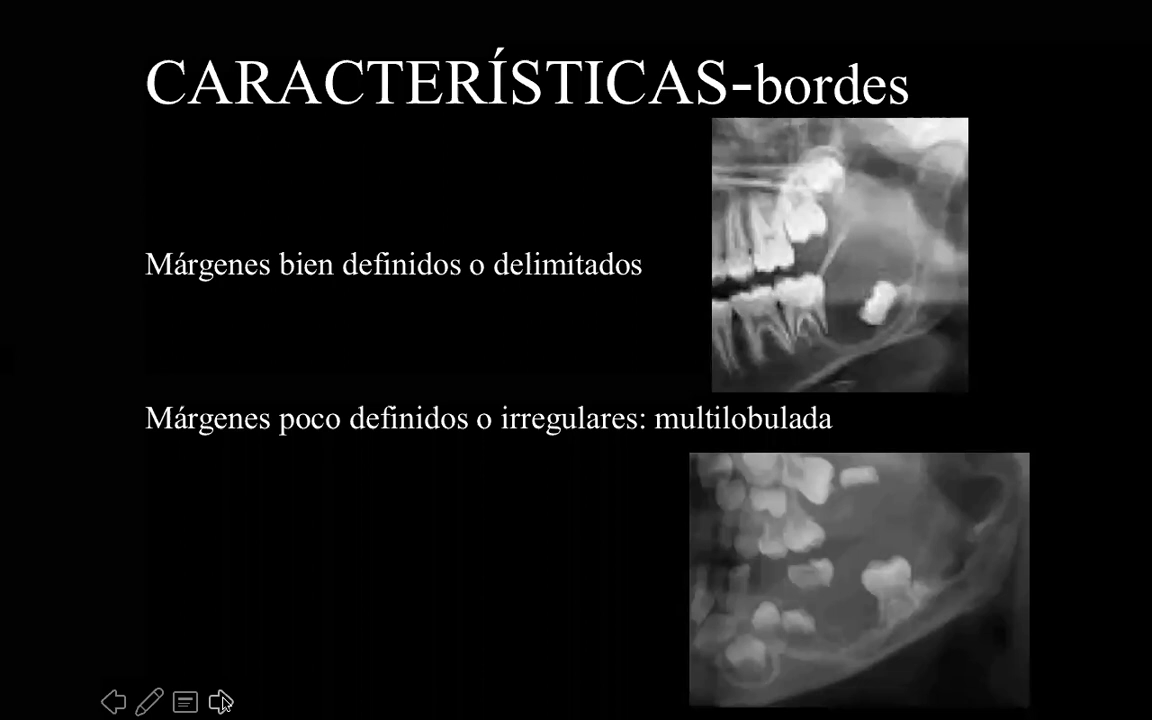 CARACTERÍSTICAS-bordes
Márgenes bien definidos o delimitados
Márgenes poco definidos o irregulares: multilobulada